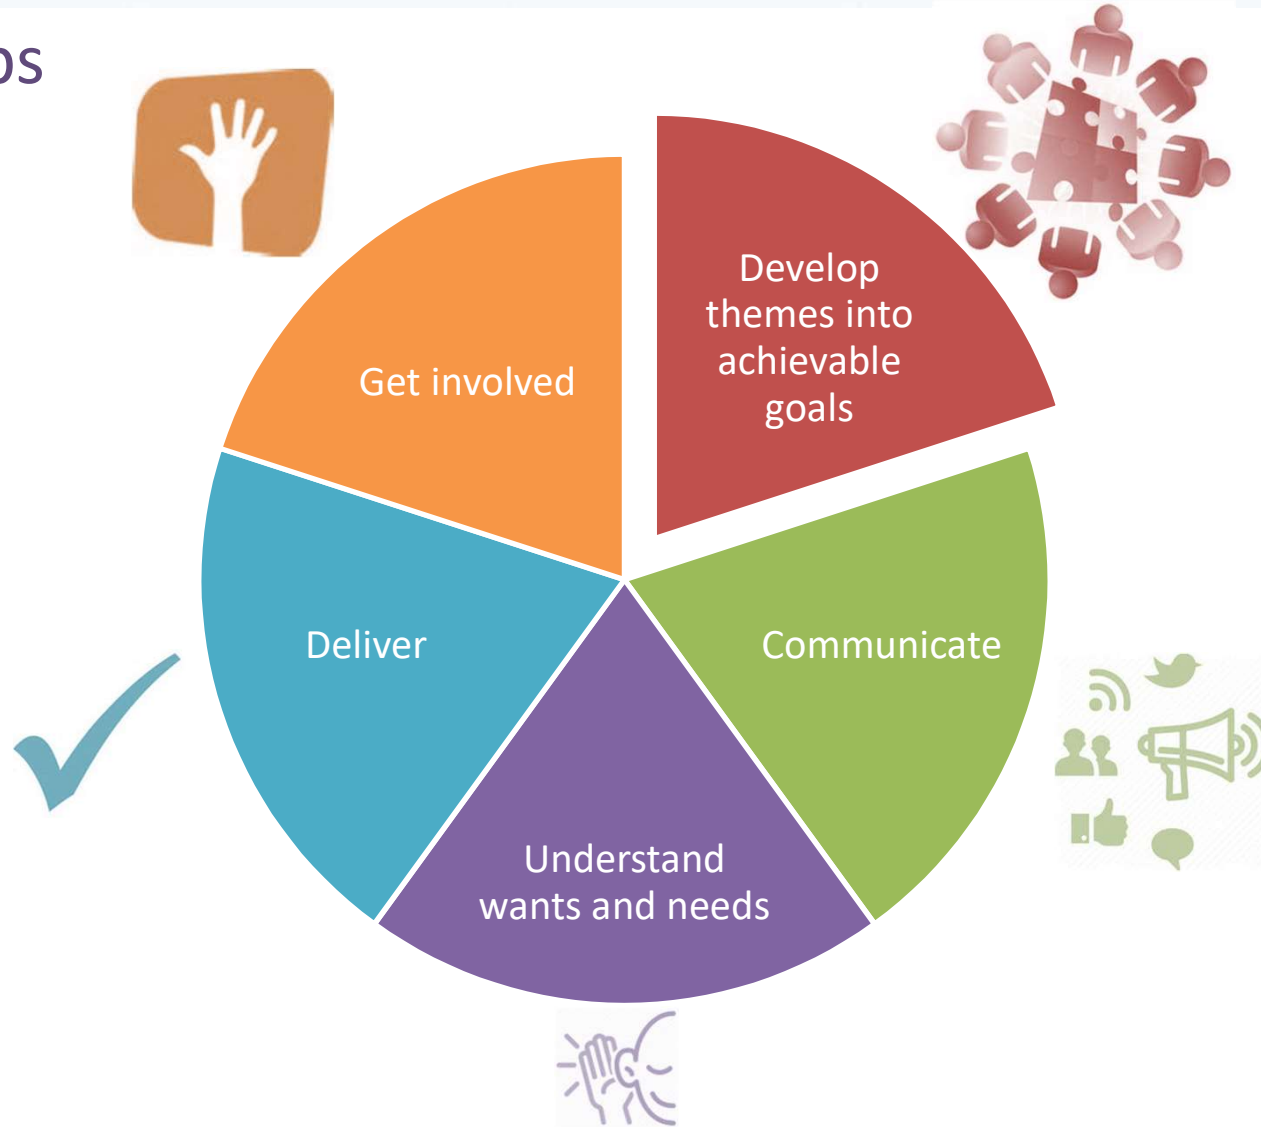 Develop
themes into
achievable
goals
Get involved
Deliver
Communicate
Understand
wants and needs